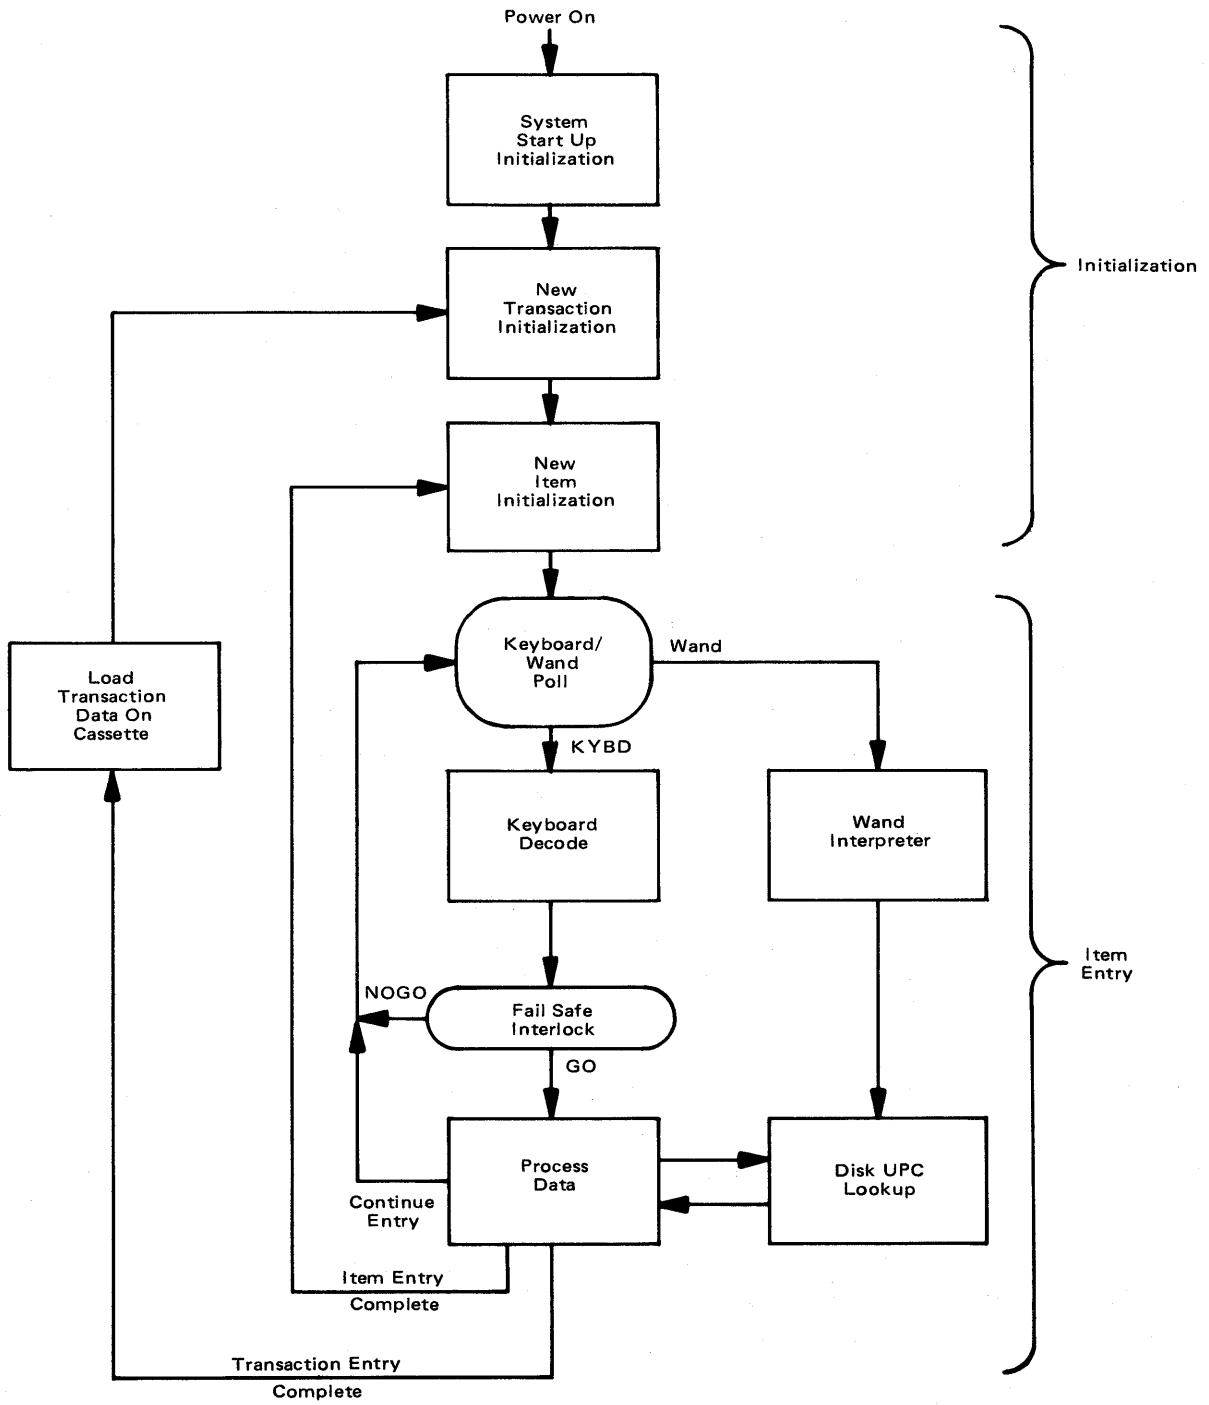 Power On
System
Start Up
Initialization
New
Transaction
Initialization
Initialization
New
Item
Initialization
Keyboard/
Wand
Poll
Wand
Load
Transaction
Data On
Cassette
KYBD
Keyboard
Decode
Wand
Interpreter
Item
Entry
NOGO
Fail Safe
Interlock
GO
Process
Data
Disk UPC
Lookup
Continue
Entry
Item Entry
Complete
Transaction Entry
Complete